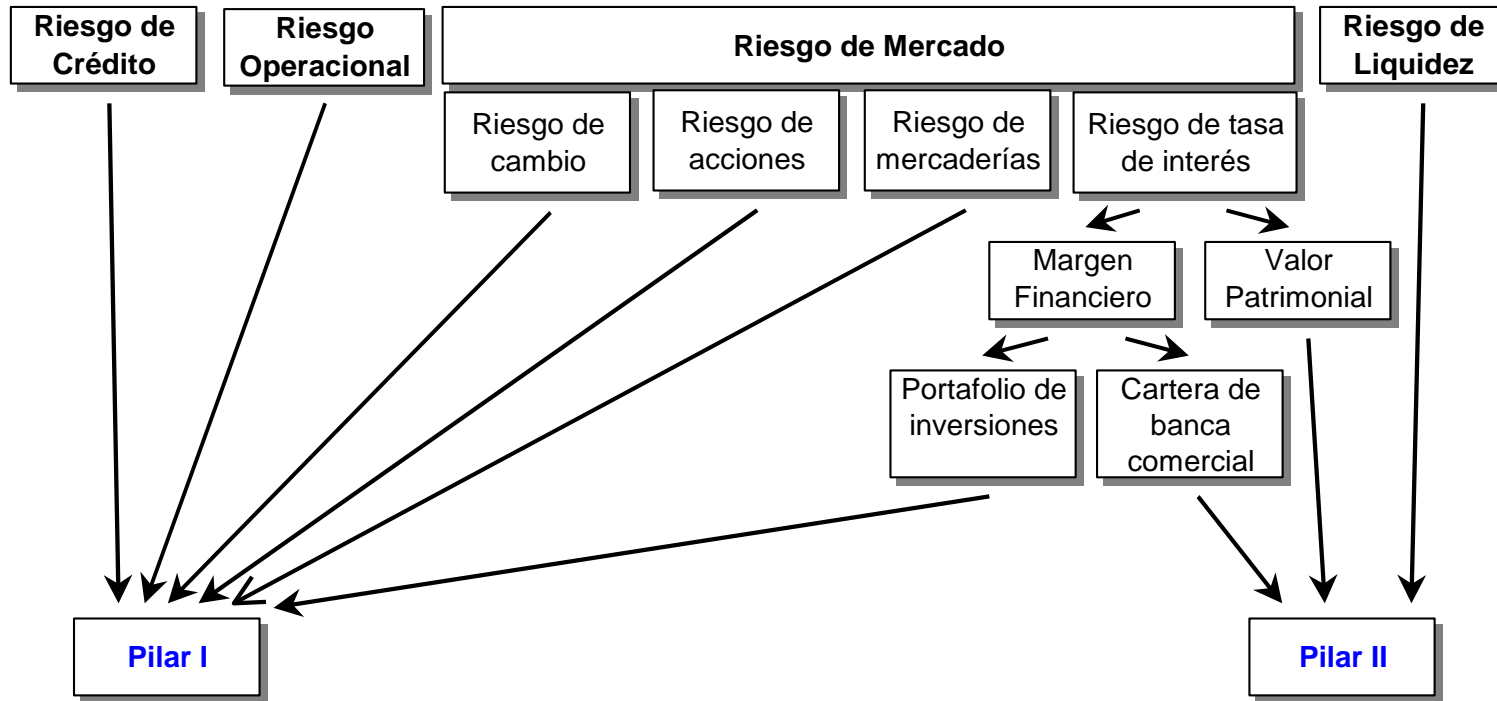 Riesgo de
Crédito
Riesgo
Operacional
Riesgo de Mercado
Riesgo de
Liquidez
Riesgo de
cambio
Riesgo de
acciones
Riesgo de
mercaderías
Riesgo de tasa
de interés
Margen
Financiero
Valor
Patrimonial
Portafolio de
inversiones
Cartera de
banca
comercial
Pilar I
Pilar II